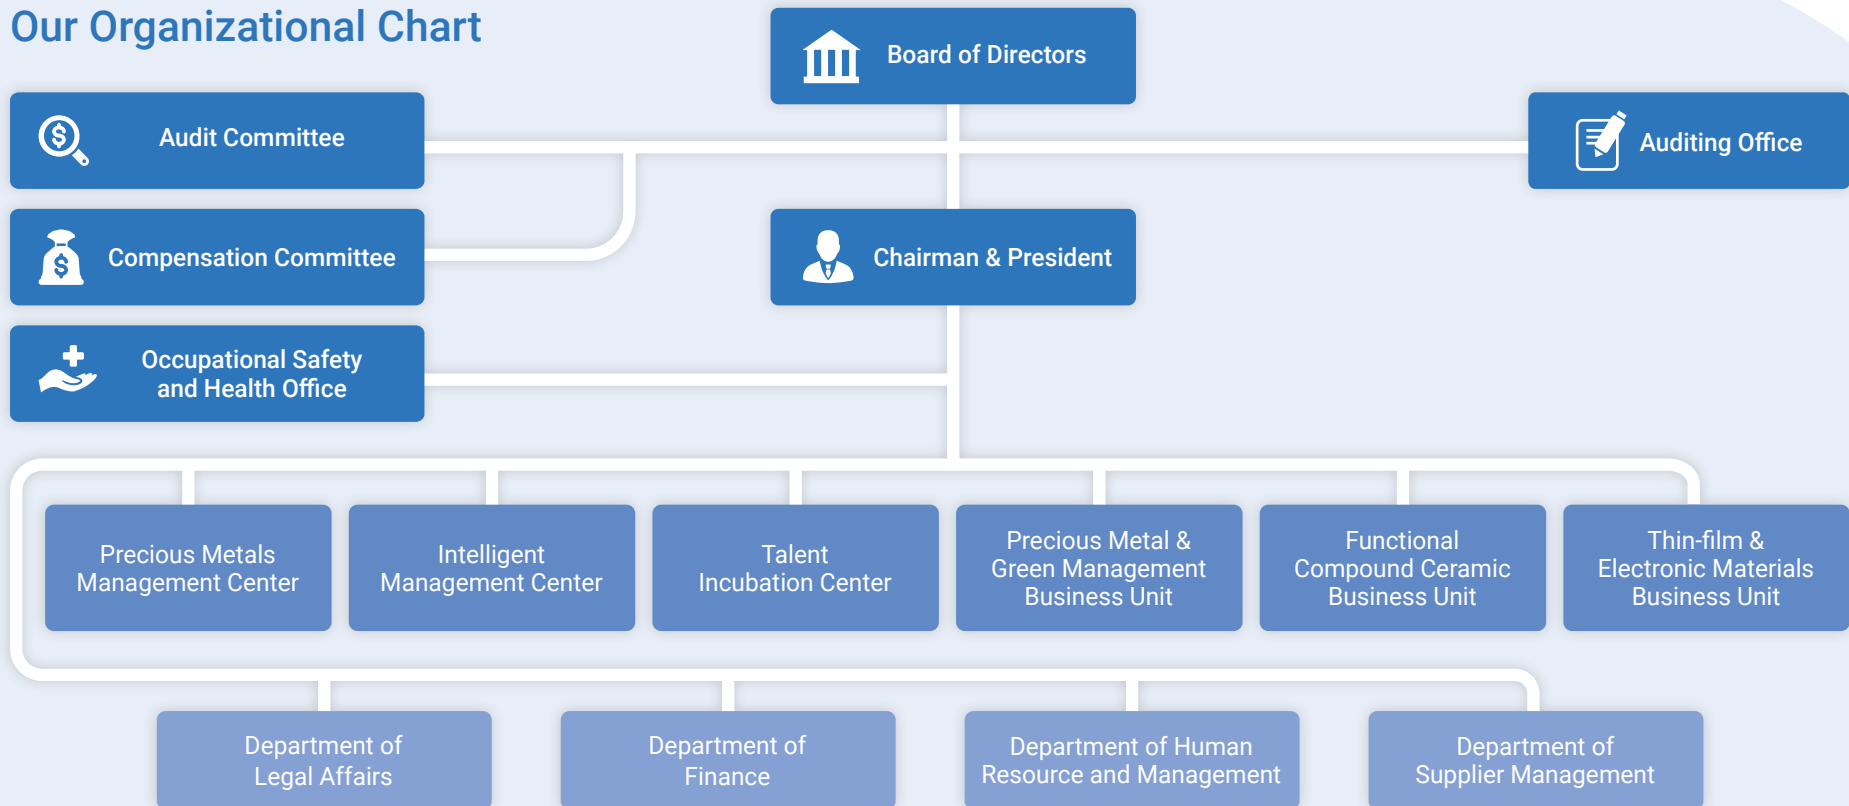 Our Organizational Chart
Board of Directors
Audit Committee
Auditing Office
Compensation Committee
Chairman & President
Occupational Safety
and Health Office
Precious Metals
Management Center
Intelligent
Management Center
Talent
Incubation Center
Precious Metal &
Green Management
Business Unit
Functional
Compound Ceramic
Business Unit
Thin-film &
Electronic Materials
Business Unit
Department of
Legal Affairs
Department of
Finance
Department of Human
Resource and Management
Department of
Supplier Management